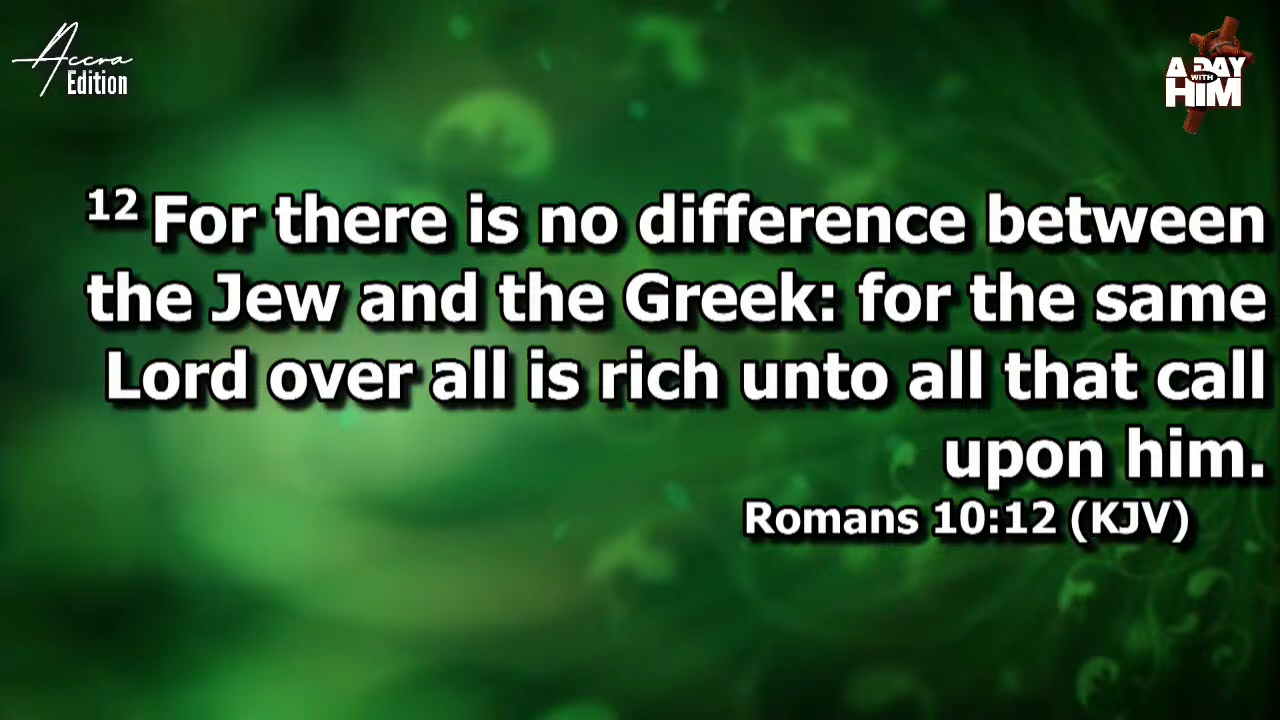 Accra
Edition
A DAY
WITH
HIM
12 For there is no difference between
the Jew and the Greek: for the same
Lord over all is rich unto all that call
upon him.
Romans 10:12 (KJV)